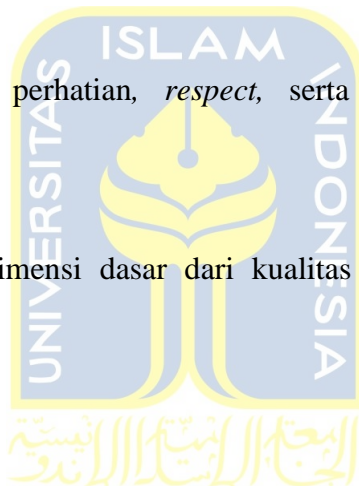 ISLAM
UNIVERSITAS
INDONESIA
perhatian, respect, serta
imensi dasar dari kualitas